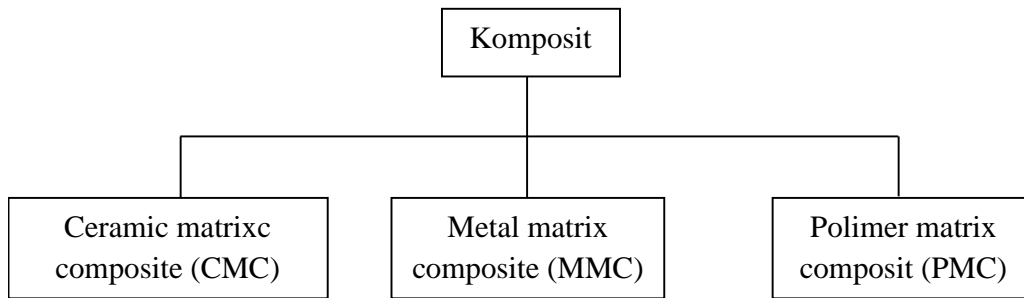 Komposit
Ceramic matrixc
composite (CMC)
Metal matrix
composite (MMC)
Polimer matrix
composit (PMC)